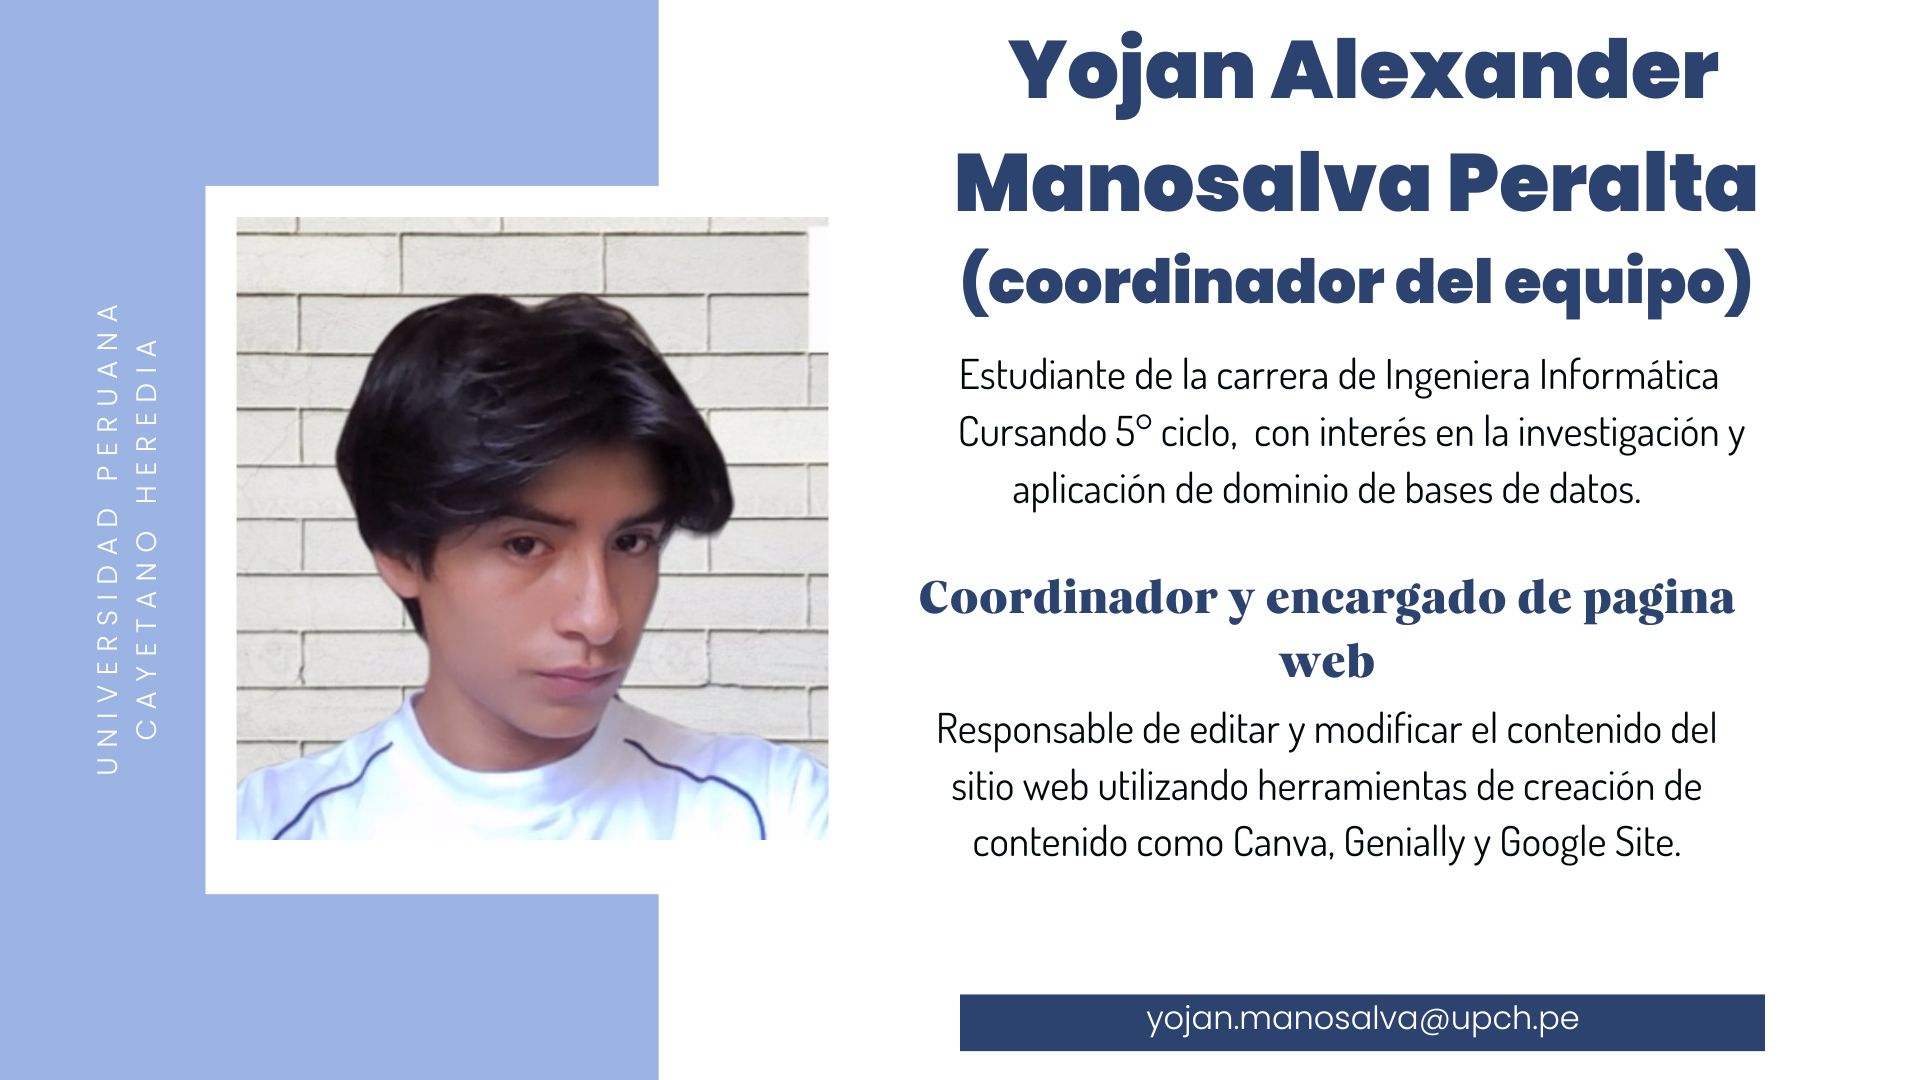 UNIVERSIDAD PERUANA
CAYETANO HEREDIA
Yojan Alexander
Manosalva Peralta
(coordinador del equipo)
Estudiante de la carrera de Ingeniera Informática
Cursando 5° ciclo,  con interés en la investigación y
aplicación de dominio de bases de datos.
Coordinador y encargado de pagina
web
Responsable de editar y modificar el contenido del
sitio web utilizando herramientas de creación de
contenido como Canva, Genially y Google Site.
yojan.manosalva@upch.pe